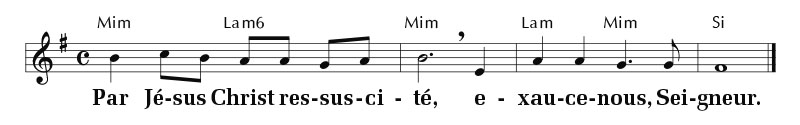 Mim Lam6 Mim Lam Mim Si
Par Jé-sus Christ res-sus-ci - té, e - xau-ce-nous, Sei-gneur.